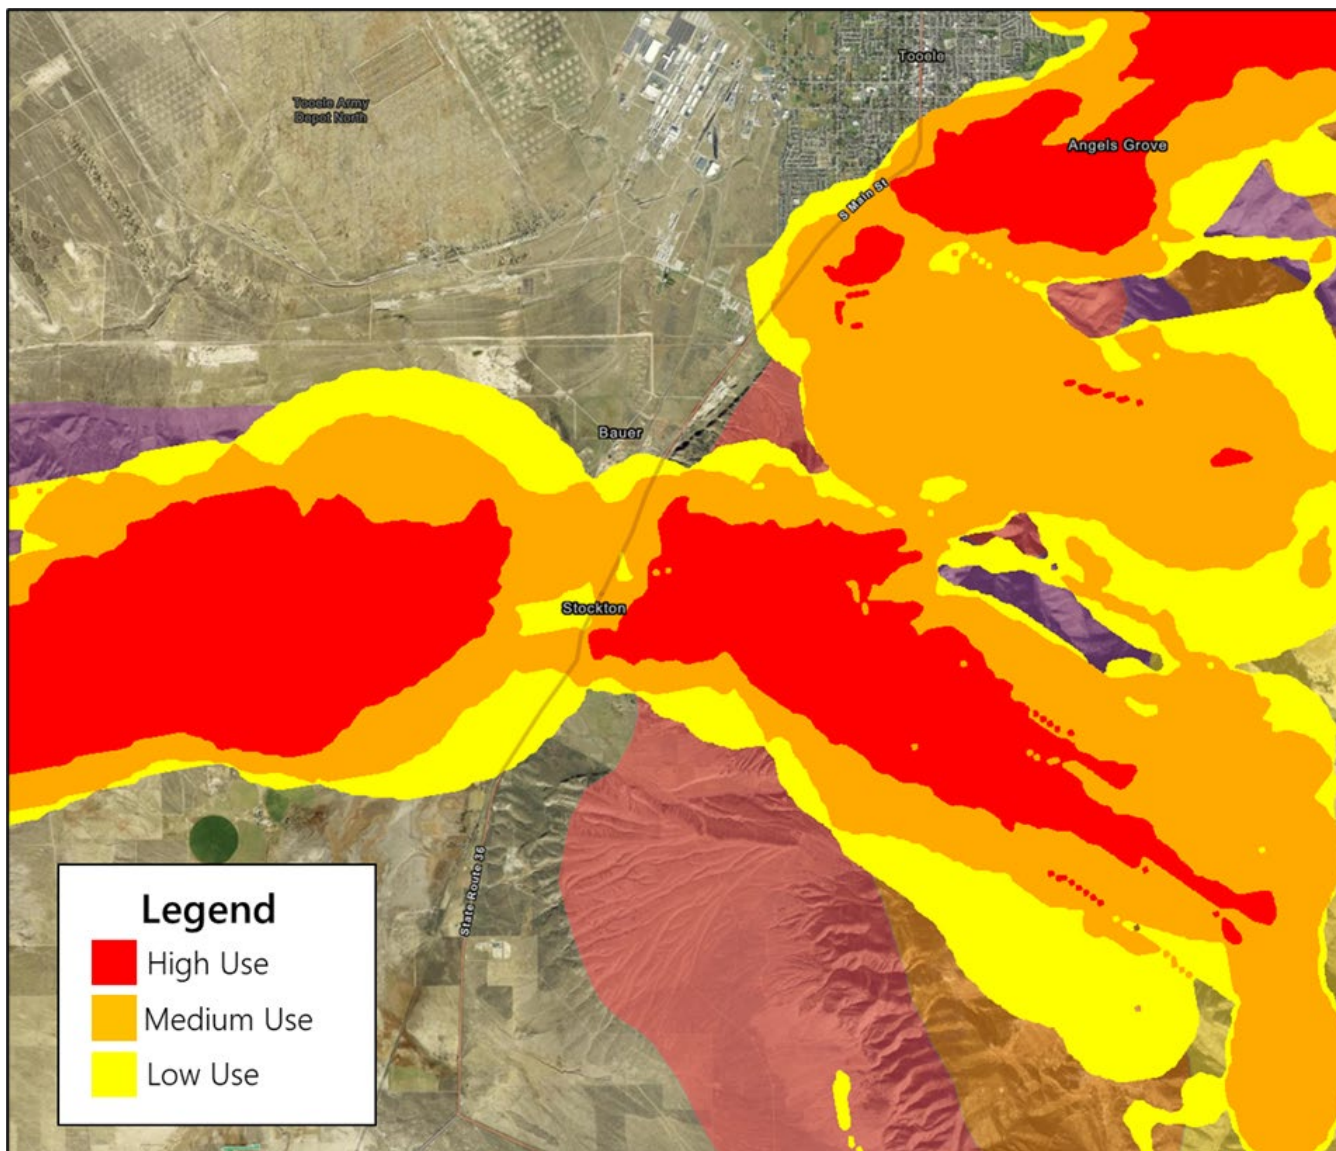 Tooele
Tooele Army
Depot North
Angels Grove
S Main St
Bauer
Stockton
State Route 36
Legend
High Use
Medium Use
Low Use